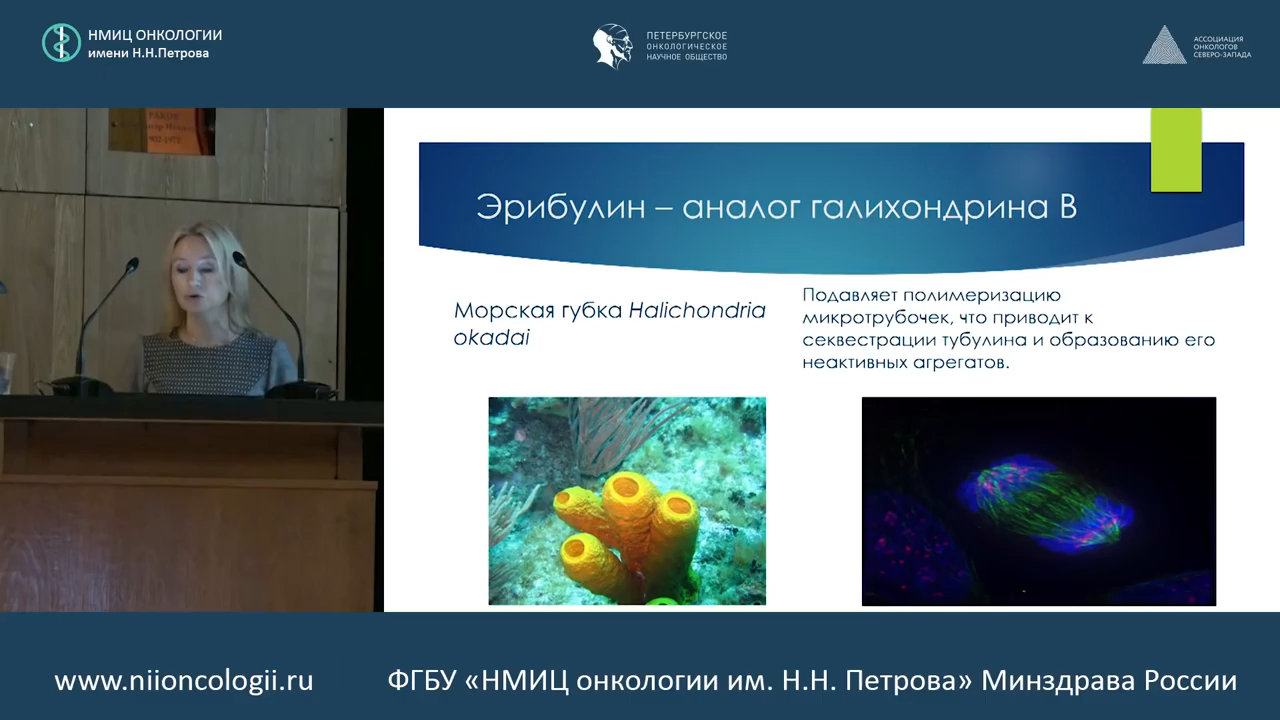 НМИЦ ОНКОЛОГИИ
имени Н.Н.Петрова
ПЕТЕРБУРГСКОЕ
ОНКОЛОГИЧЕСКОЕ
НАУЧНОЕ ОБЩЕСТВО
АССОЦИАЦИЯ
ОНКОЛОГОВ
СЕВЕРО-ЗАПАДА
РАКОВ
Эрибулин – аналог галихондрина В
Морская губка Halichondria
okadai
Подавляет полимеризацию
микротрубочек, что приводит к
секвестрации тубулина и образованию его
неактивных агрегатов.
www.niioncologii.ru
ФГБУ «НМИЦ онкологии им. Н.Н. Петрова» Минздрава России